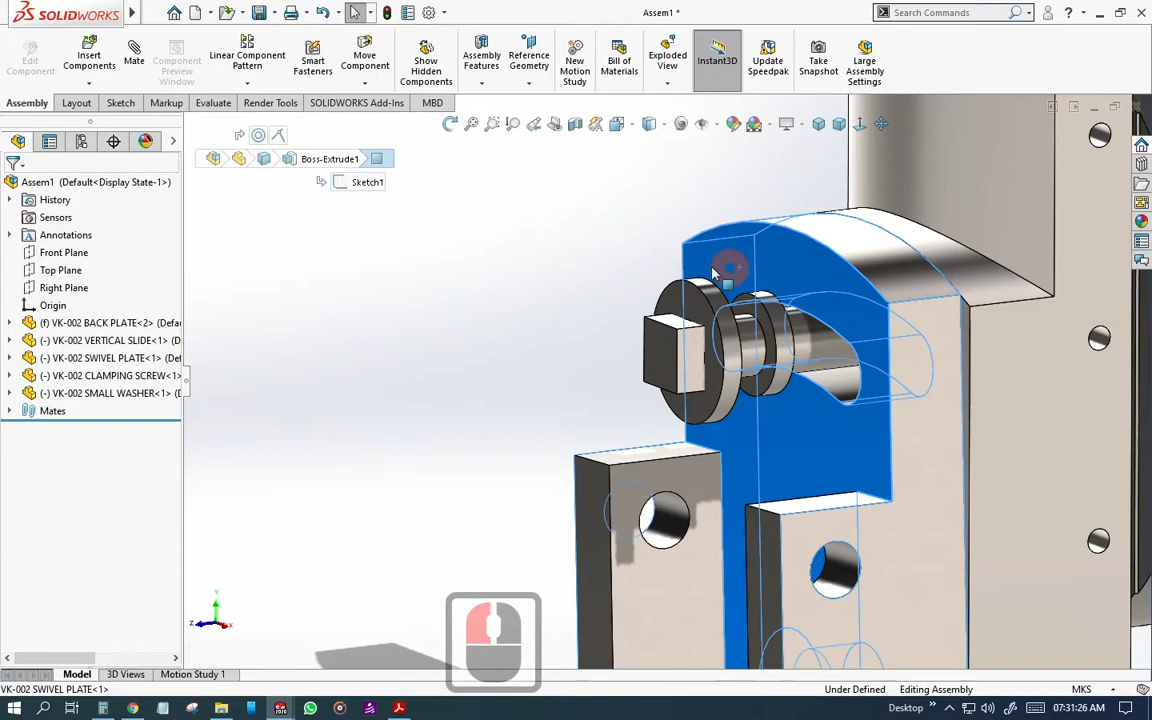 SOLIDWORKS
Assem1 *
Search Commands
Edit Component
Insert Components
Mate
Component Preview Window
Linear Component Pattern
Smart Fasteners
Move Component
Show Hidden Components
Assembly Features
Reference Geometry
New Motion Study
Bill of Materials
Exploded View
Instant3D
Update Speedpak
Take Snapshot
Large Assembly Settings
Assembly
Layout
Sketch
Markup
Evaluate
Render Tools
SOLIDWORKS Add-Ins
MBD
Boss-Extrude1
Sketch1
Assem1 (Default<Display State-1>)
History
Sensors
Annotations
Front Plane
Top Plane
Right Plane
Origin
(f) VK-002 BACK PLATE<2> (Defau
(-) VK-002 VERTICAL SLIDE<1> (D
(-) VK-002 SWIVEL PLATE<1> (Def
(-) VK-002 CLAMPING SCREW<1>
(-) VK-002 SMALL WASHER<1> (D
Mates
Y
Z
X
Model
3D Views
Motion Study 1
VK-002 SWIVEL PLATE<1>
Under Defined
Editing Assembly
MKS
Desktop
07:31:26 AM